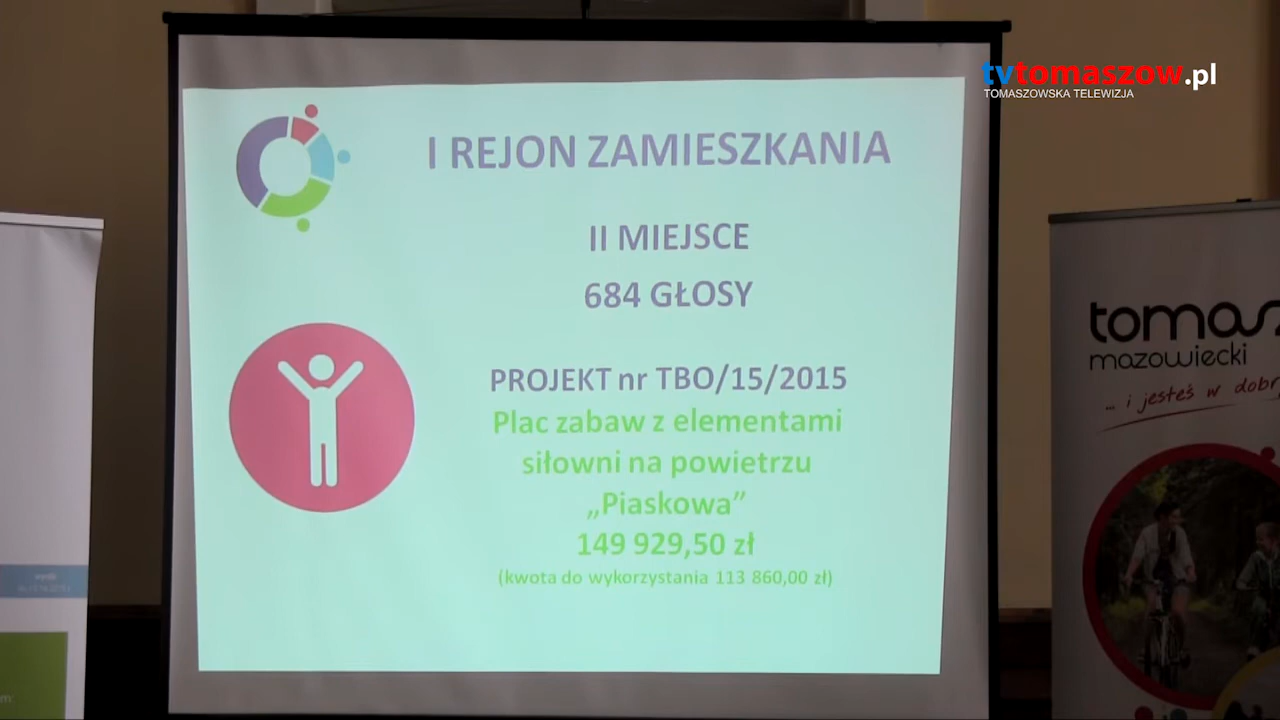 tvtomaszow.pl
TOMASZOWSKA TELEWIZJA
I REJON ZAMIESZKANIA
II MIEJSCE
684 GŁOSY
PROJEKT nr TBO/15/2015
Plac zabaw z elementami
siłowni na powietrzu
„Piaskowa”
149 929,50 zł
(kwota do wykorzystania 113 860,00 zł)
tomas
mazowiecki
... i jesteś w dobr